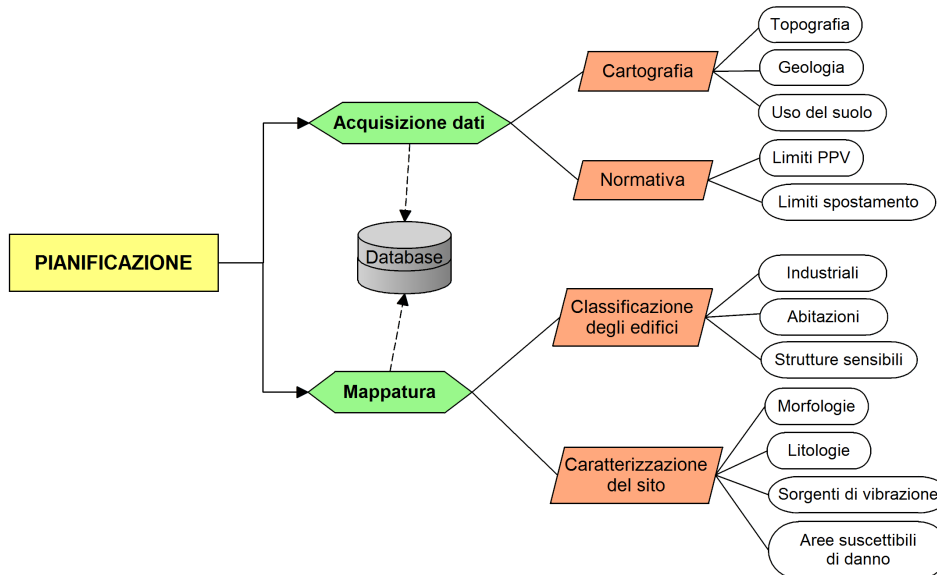 Topografia
Cartografia
Geologia
Uso del suolo
Acquisizione dati
Limiti PPV
Normativa
Limiti spostamento
PIANIFICAZIONE
Database
Industriali
Classificazione
degli edifici
Abitazioni
Strutture sensibili
Mappatura
Morfologie
Litologie
Caratterizzazione
del sito
Sorgenti di vibrazione
Aree suscettibili
di danno